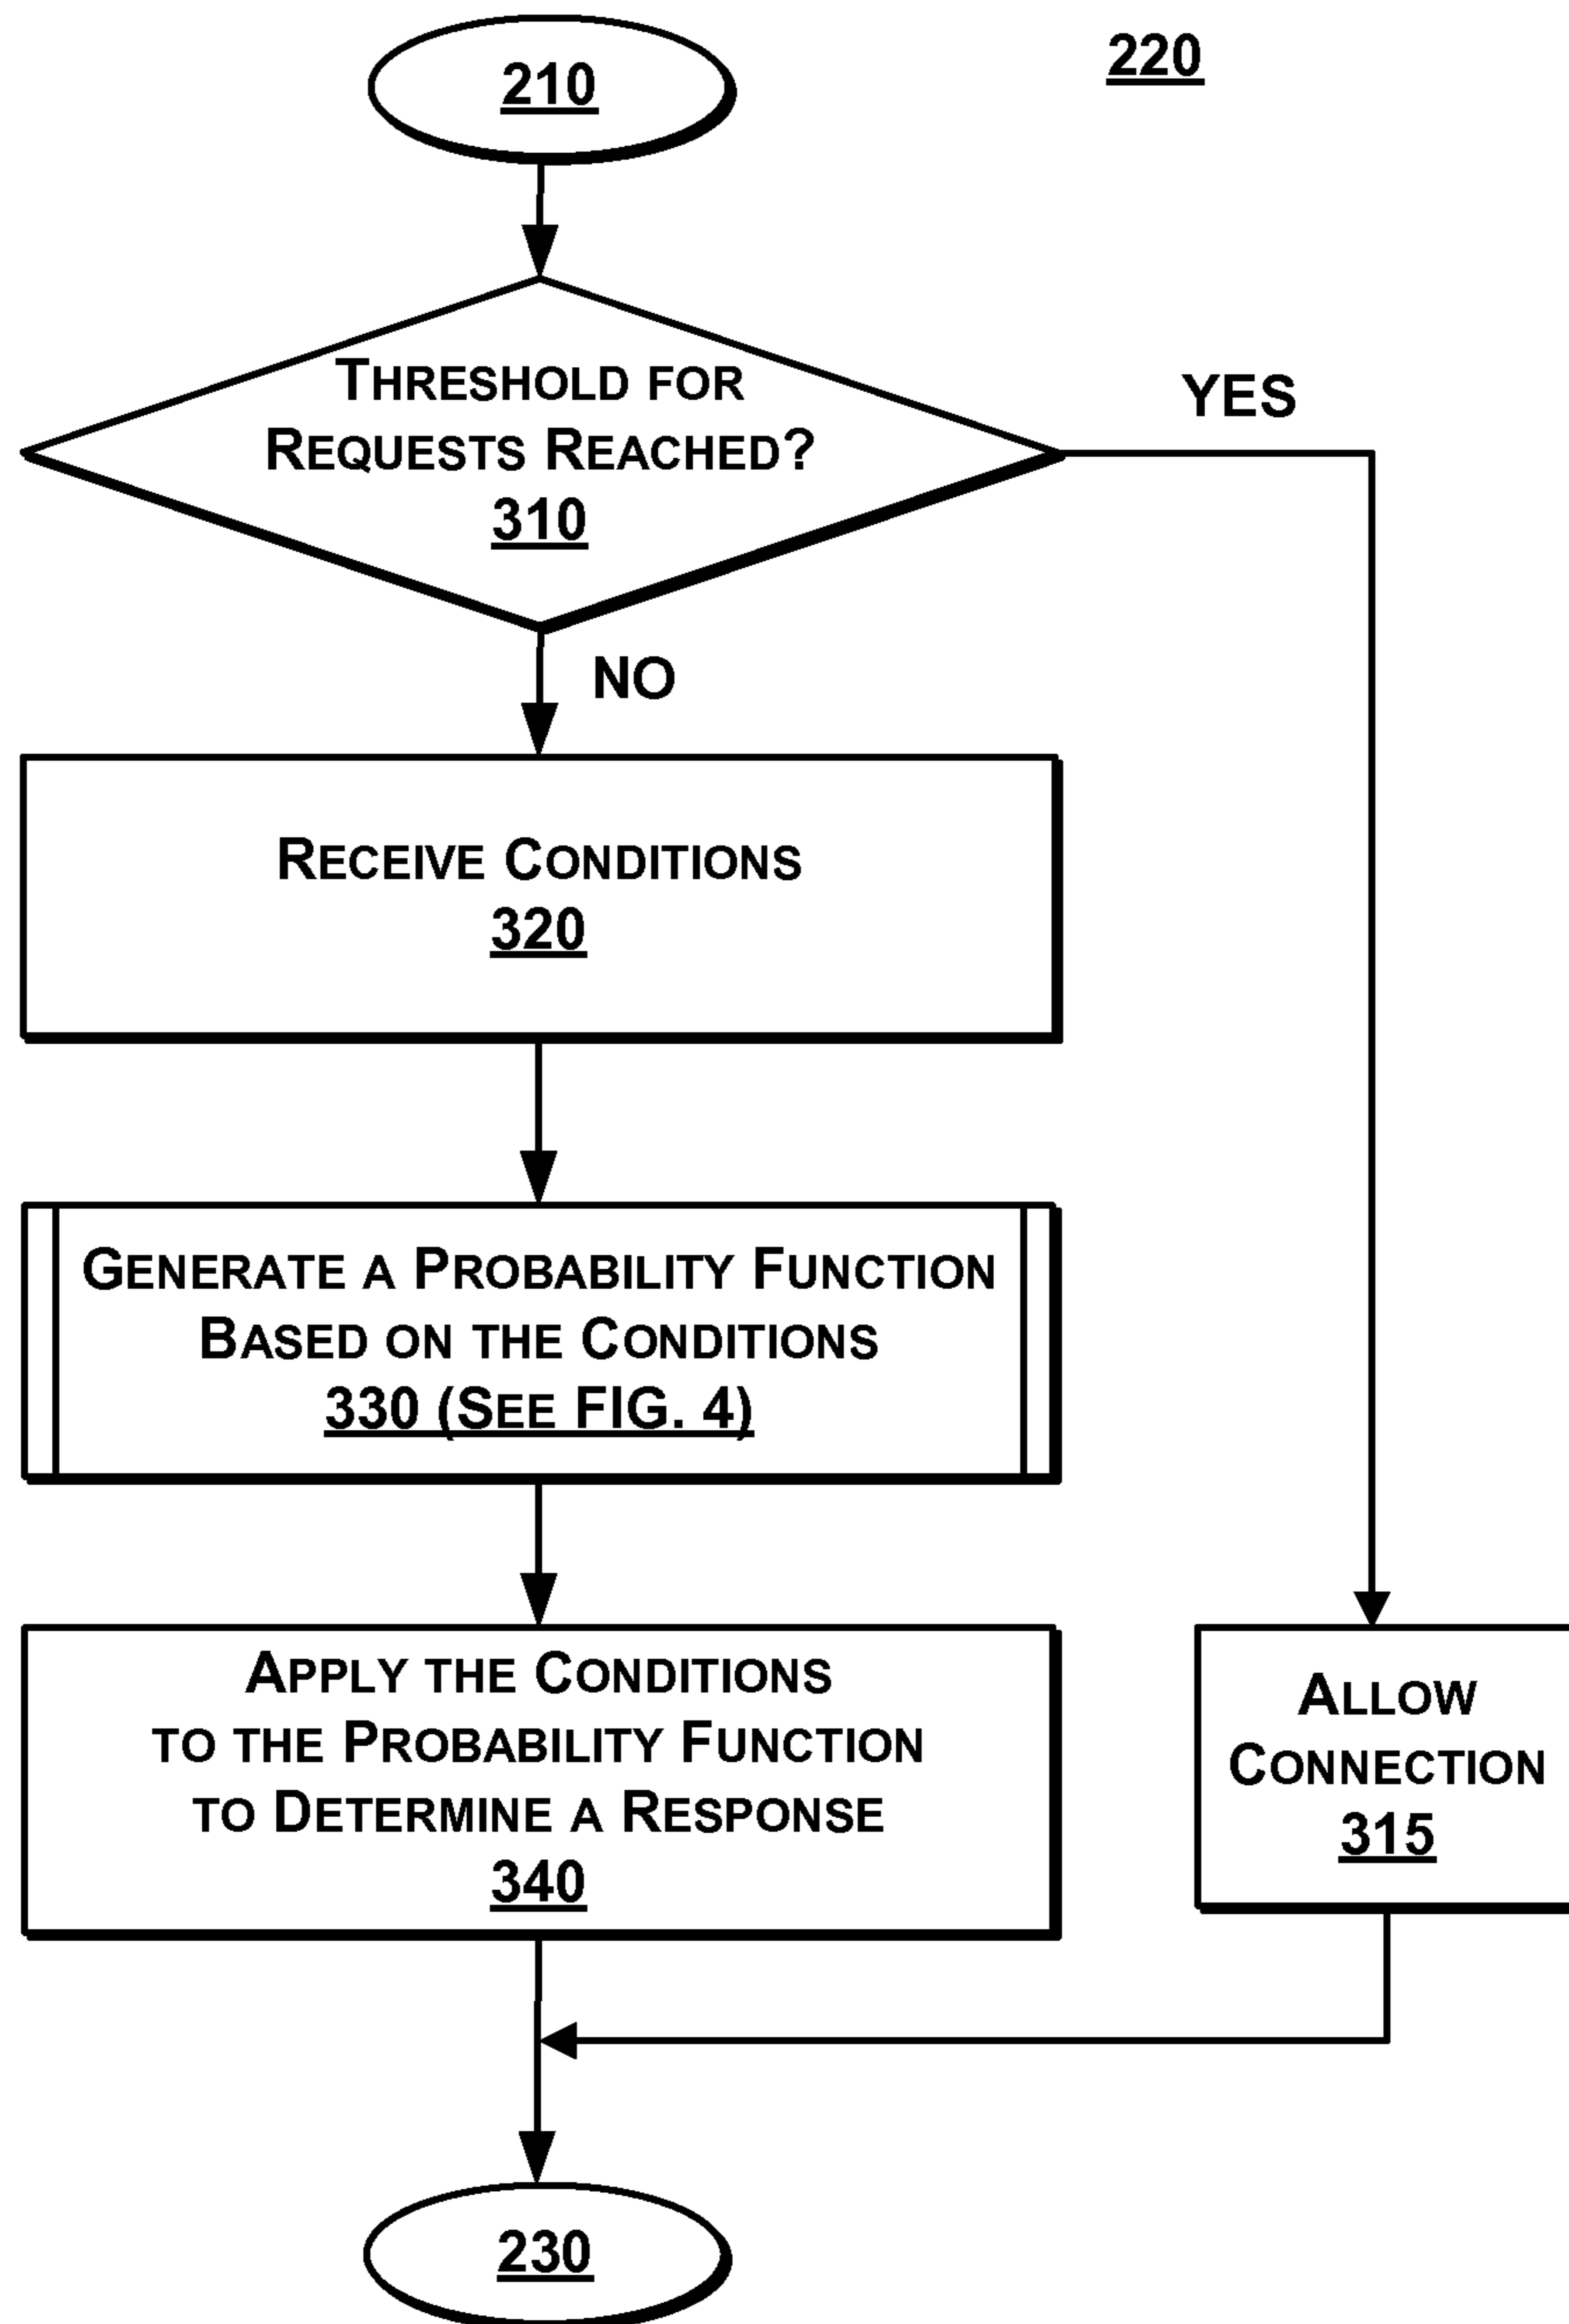 210
220
THRESHOLD FOR
REQUESTS REACHED?
310
YES
NO
RECEIVE CONDITIONS
320
GENERATE A PROBABILITY FUNCTION
BASED ON THE CONDITIONS
330 (SEE FIG. 4)
APPLY THE CONDITIONS
TO THE PROBABILITY FUNCTION
TO DETERMINE A RESPONSE
340
ALLOW
CONNECTION
315
230